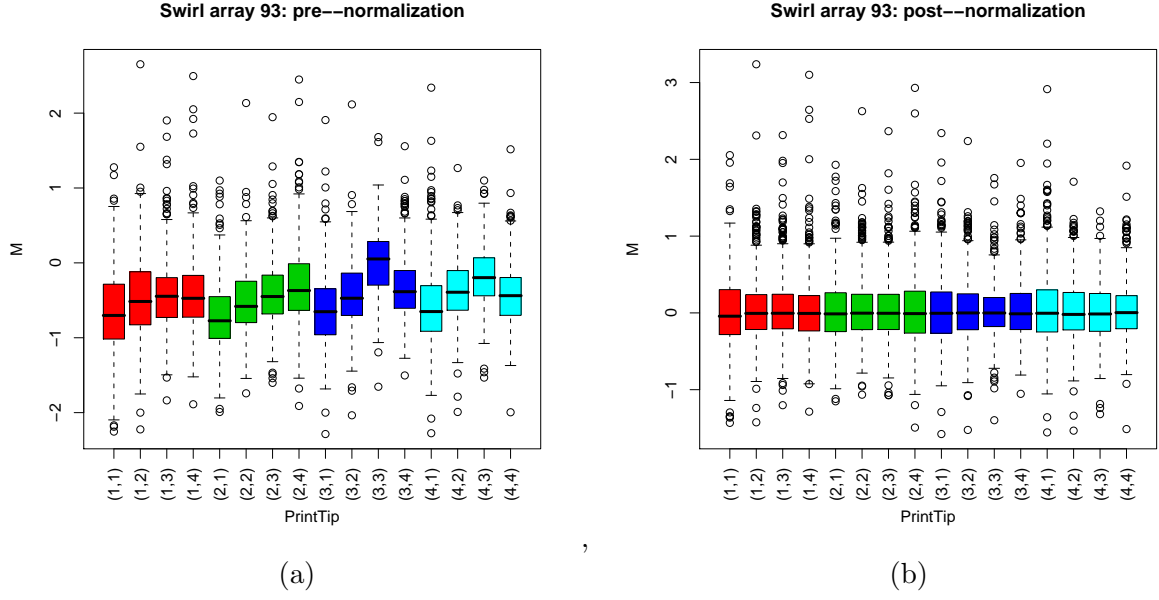 Swirl array 93: pre−−normalization
M
2
1
0
−1
−2
(1,1) (1,2) (1,3) (1,4) (2,1) (2,2) (2,3) (2,4) (3,1) (3,2) (3,3) (3,4) (4,1) (4,2) (4,3) (4,4)
PrintTip
,
(a)
Swirl array 93: post−−normalization
M
3
2
1
0
−1
(1,1) (1,2) (1,3) (1,4) (2,1) (2,2) (2,3) (2,4) (3,1) (3,2) (3,3) (3,4) (4,1) (4,2) (4,3) (4,4)
PrintTip
(b)